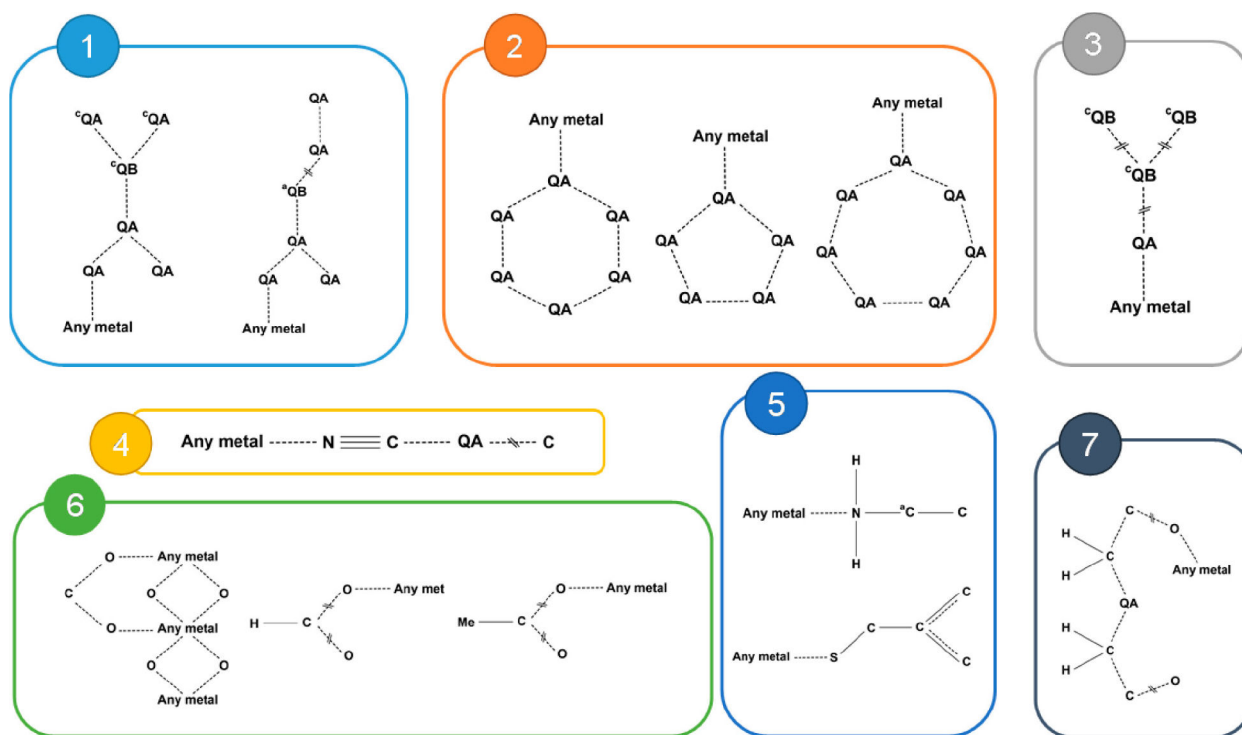 1
2
3
ᶜQA ᶜQA
ᶜQB
QA
QA QA
Any metal
QA
QA
ᵃQB
QA
QA QA
Any metal
Any metal
QA
QA QA
QA QA
QA
Any metal
QA
QA QA
QA QA
Any metal
QA
QA QA
QA QA
QA QA
ᶜQB ᶜQB
ᶜQB
QA
Any metal
4
Any metal N C QA C
5
H
Any metal N ᵃC C
H
C
C C
Any metal S C
6
O Any metal
C O O
O Any metal
O O
Any metal
O Any met
H C
O
O Any metal
Me C
O
7
C O
H
C Any metal
H
QA
H
C
H
C O